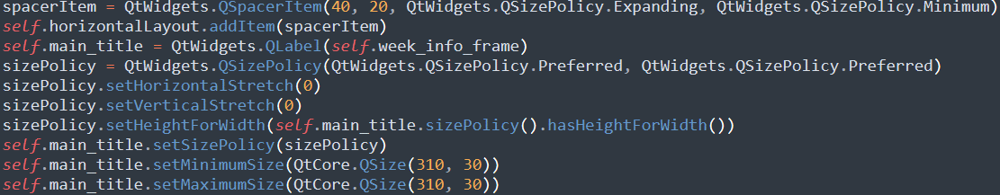 spacerItem = QtWidgets.QSpacerItem(40, 20, QtWidgets.QSizePolicy.Expanding, QtWidgets.QSizePolicy.Minimum)
self.horizontalLayout.addItem(spacerItem)
self.main_title = QtWidgets.QLabel(self.week_info_frame)
sizePolicy = QtWidgets.QSizePolicy(QtWidgets.QSizePolicy.Preferred, QtWidgets.QSizePolicy.Preferred)
sizePolicy.setHorizontalStretch(0)
sizePolicy.setVerticalStretch(0)
sizePolicy.setHeightForWidth(self.main_title.sizePolicy().hasHeightForWidth())
self.main_title.setSizePolicy(sizePolicy)
self.main_title.setMinimumSize(QtCore.QSize(310, 30))
self.main_title.setMaximumSize(QtCore.QSize(310, 30))